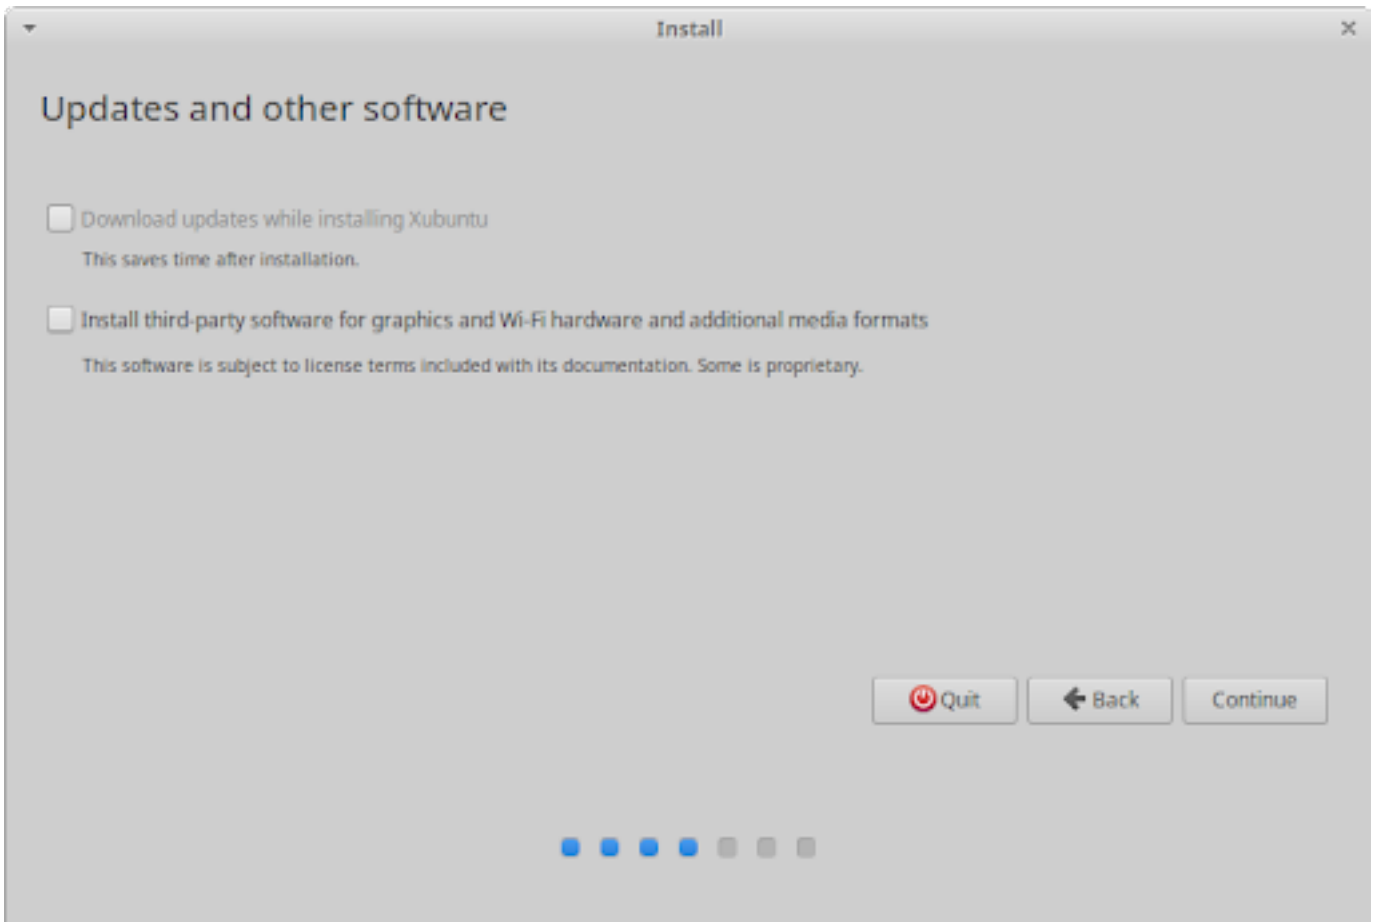 Install
Updates and other software
Download updates while installing Xubuntu
This saves time after installation.
Install third-party software for graphics and Wi-Fi hardware and additional media formats
This software is subject to license terms included with its documentation. Some is proprietary.
Quit Back Continue